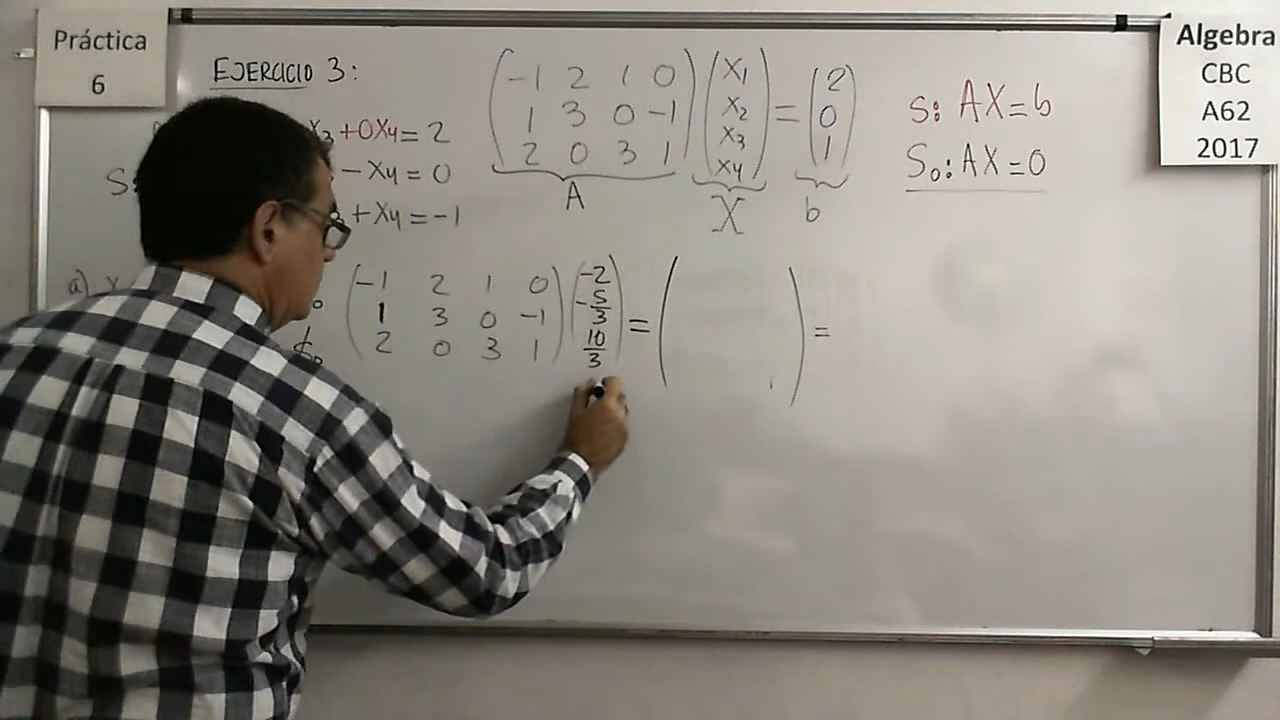 Práctica
6
Algebra
CBC
A62
2017
EJERCICIO 3:
X3 +0X4 = 2
S
- X4 = 0
3 + X4 = -1
-1 2 1 0
1 3 0 -1
2 0 3 1
A
X1
X2
X3
X4
X
=
2
0
1
b
S: AX = b
S0: AX = 0
a) X
-1 2 1 0
1 3 0 -1
2 0 3 1
-2
-5/3
10/3
= ( ) =